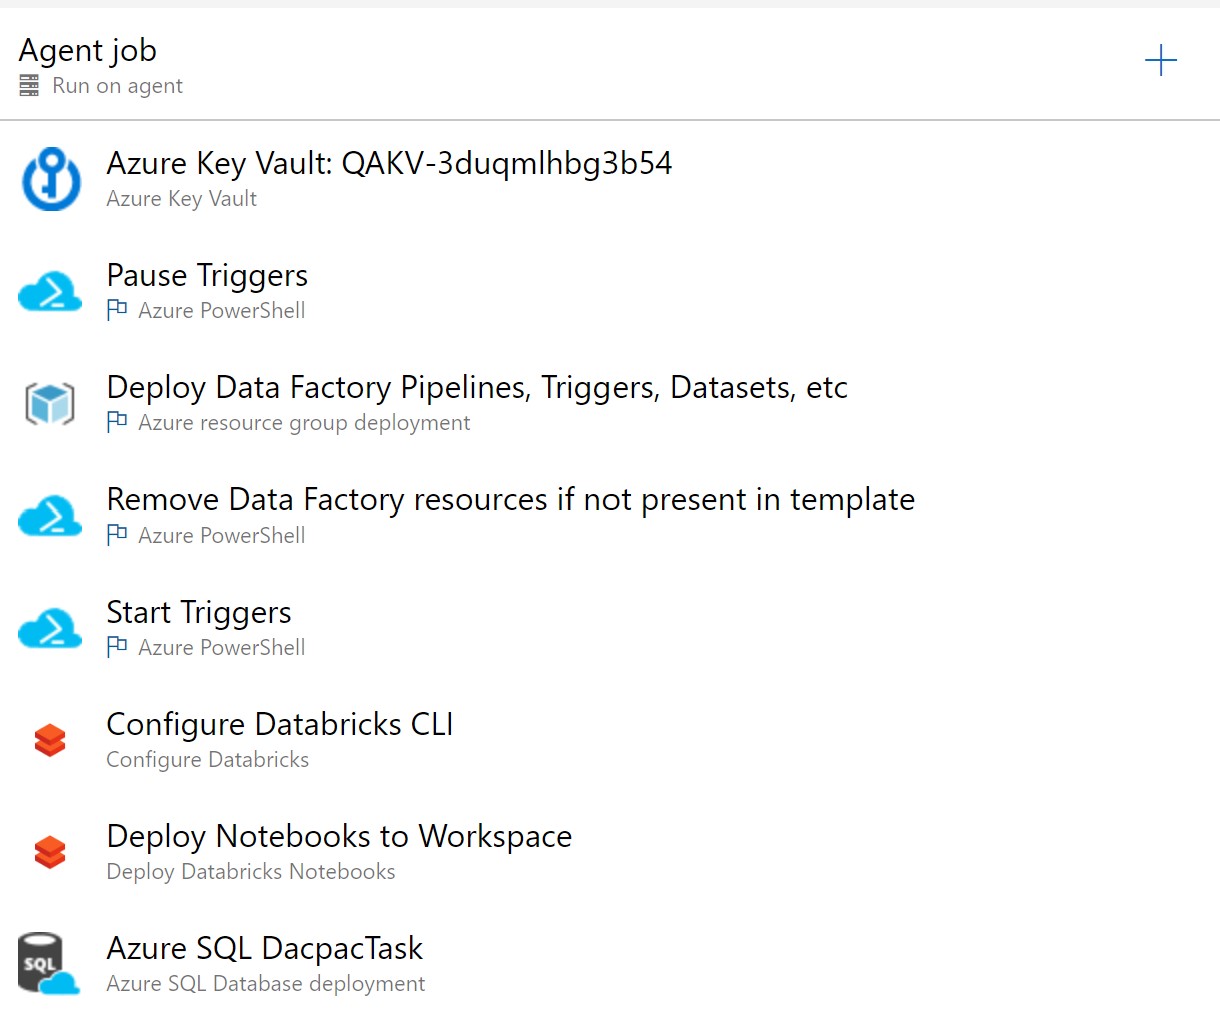 Agent job
Run on agent
Azure Key Vault: QAKV-3duqmlhbg3b54
Azure Key Vault
Pause Triggers
Azure PowerShell
Deploy Data Factory Pipelines, Triggers, Datasets, etc
Azure resource group deployment
Remove Data Factory resources if not present in template
Azure PowerShell
Start Triggers
Azure PowerShell
Configure Databricks CLI
Configure Databricks
Deploy Notebooks to Workspace
Deploy Databricks Notebooks
SQL
Azure SQL DacpacTask
Azure SQL Database deployment